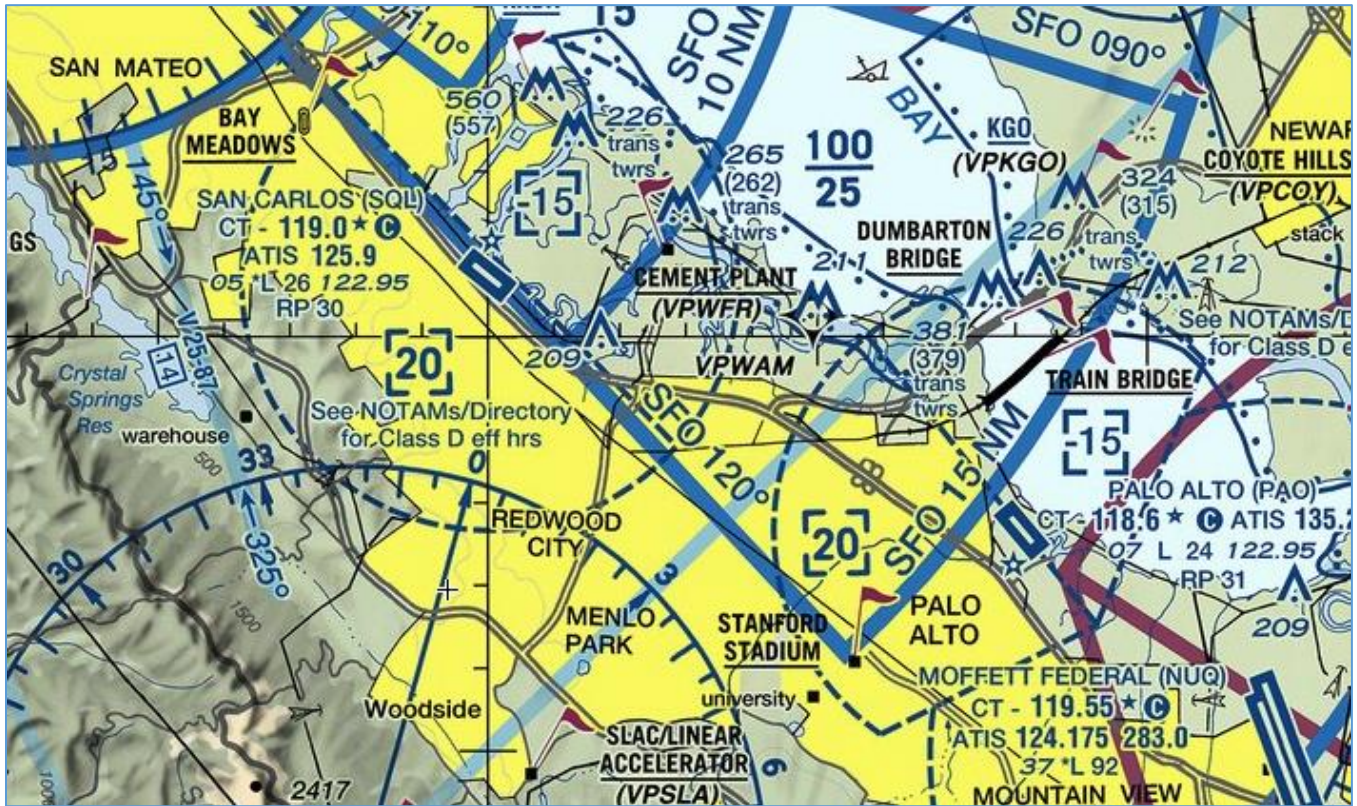 SAN MATEO
BAY
MEADOWS
110°
15
SFO
10 NM
SFO 090°
BAY
560
(557)
226
trans
twrs
265
(262)
trans
twrs
100
25
KGO
(VPKGO)
COYOTE HILLS
(VPCOY)
324
(315)
stack
145°
SAN CARLOS (SQL)
CT - 119.0 * C
ATIS 125.9
05 *L 26 122.95
RP 30
-15
CEMENT PLANT
(VPWFR)
211
DUMBARTON
BRIDGE
226
trans
twrs
212
GS
V25-87
14
Crystal
Springs
Res
warehouse
500
20
See NOTAMs/Directory
for Class D eff hrs
209
VPWAM
381
(379)
trans
twrs
TRAIN BRIDGE
See NOTAMs/D
for Class D e
SFO 120°
SFO 15 NM
-15
33
0
30
325°
1500
REDWOOD
CITY
3
20
PALO ALTO (PAO)
CT - 118.6 * C ATIS 135.2
07 L 24 122.95
RP 31
209
MENLO
PARK
STANFORD
STADIUM
PALO
ALTO
university
Woodside
6
SLAC/LINEAR
ACCELERATOR
(VPSLA)
MOFFETT FEDERAL (NUQ)
CT - 119.55 * C
ATIS 124.175 283.0
37 *L 92
MOUNTAIN VIEW
2417